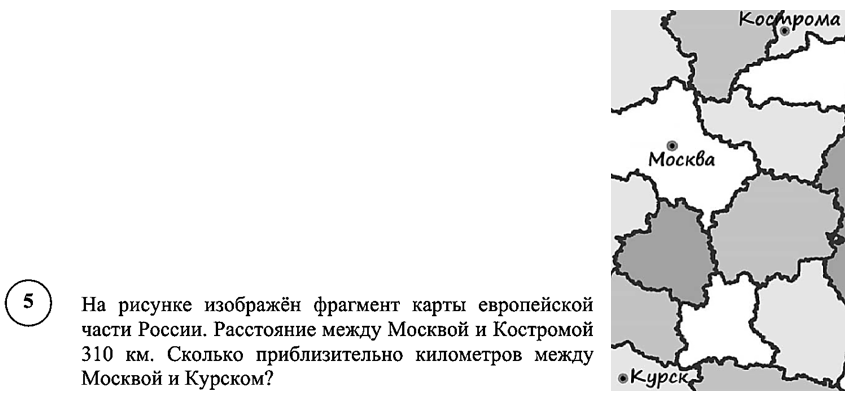 Кострома
Москва
5
На рисунке изображён фрагмент карты европейской
части России. Расстояние между Москвой и Костромой
310 км. Сколько приблизительно километров между
Москвой и Курском?
Курск